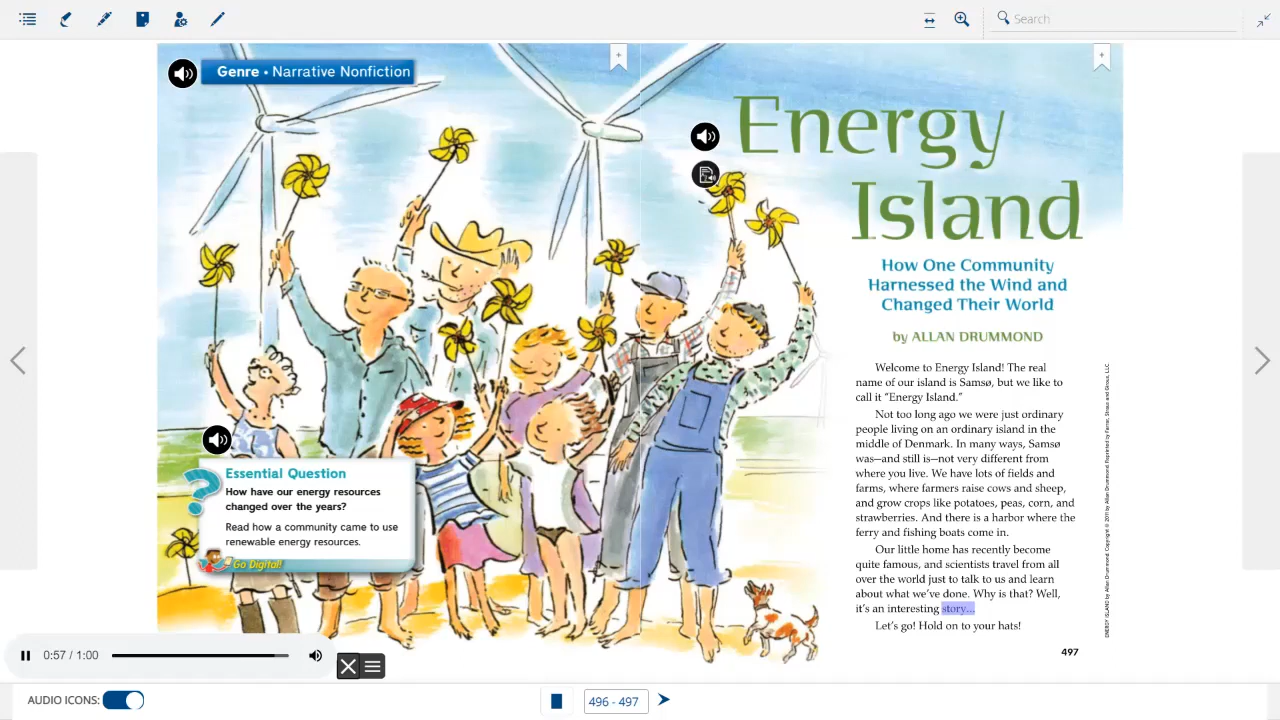 Search
Genre • Narrative Nonfiction
Energy
Island
How One Community
Harnessed the Wind and
Changed Their World
by ALLAN DRUMMOND
Welcome to Energy Island! The real
name of our island is Samsø, but we like to
call it "Energy Island."
Not too long ago we were just ordinary
people living on an ordinary island in the
middle of Denmark. In many ways, Samsø
was—and still is—not very different from
where you live. We have lots of fields and
farms, where farmers raise cows and sheep,
and grow crops like potatoes, peas, corn, and
strawberries. And there is a harbor where the
ferry and fishing boats come in.
Our little home has recently become
quite famous, and scientists travel from all
over the world just to talk to us and learn
about what we've done. Why is that? Well,
it's an interesting story...
Let's go! Hold on to your hats!
497
Essential Question
How have our energy resources
changed over the years?
Read how a community came to use
renewable energy resources.
Go Digital!
0:57 / 1:00
AUDIO ICONS:
496 - 497